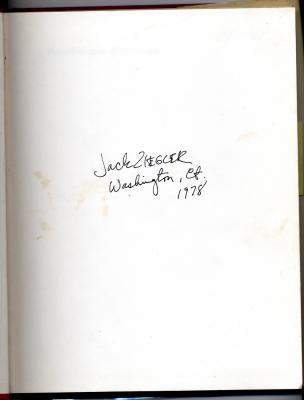 Jack ZIEGLER
Washington, Ct.
1978